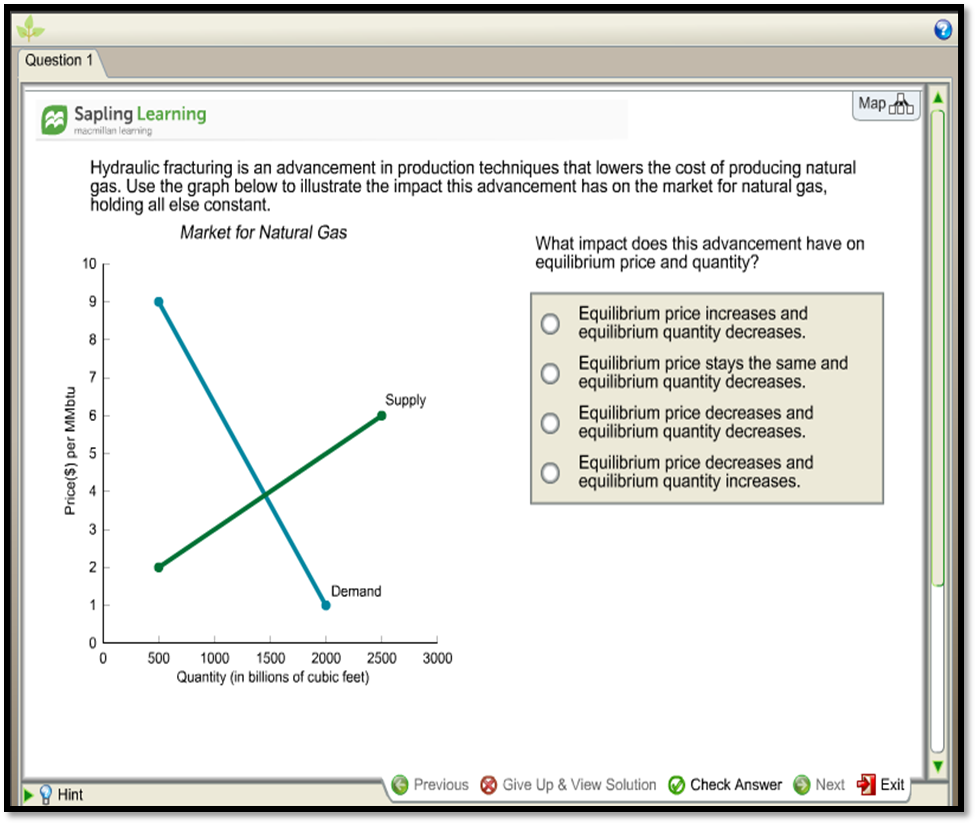 Question 1
Map
Sapling Learning
macmillan learning
Hydraulic fracturing is an advancement in production techniques that lowers the cost of producing natural
gas. Use the graph below to illustrate the impact this advancement has on the market for natural gas,
holding all else constant.
Market for Natural Gas
10
9
8
7
6
5
4
3
2
1
0
Price($) per MMbtu
Supply
Demand
0 500 1000 1500 2000 2500 3000
Quantity (in billions of cubic feet)
What impact does this advancement have on
equilibrium price and quantity?
Equilibrium price increases and
equilibrium quantity decreases.
Equilibrium price stays the same and
equilibrium quantity decreases.
Equilibrium price decreases and
equilibrium quantity decreases.
Equilibrium price decreases and
equilibrium quantity increases.
Hint
Previous Give Up & View Solution Check Answer Next Exit